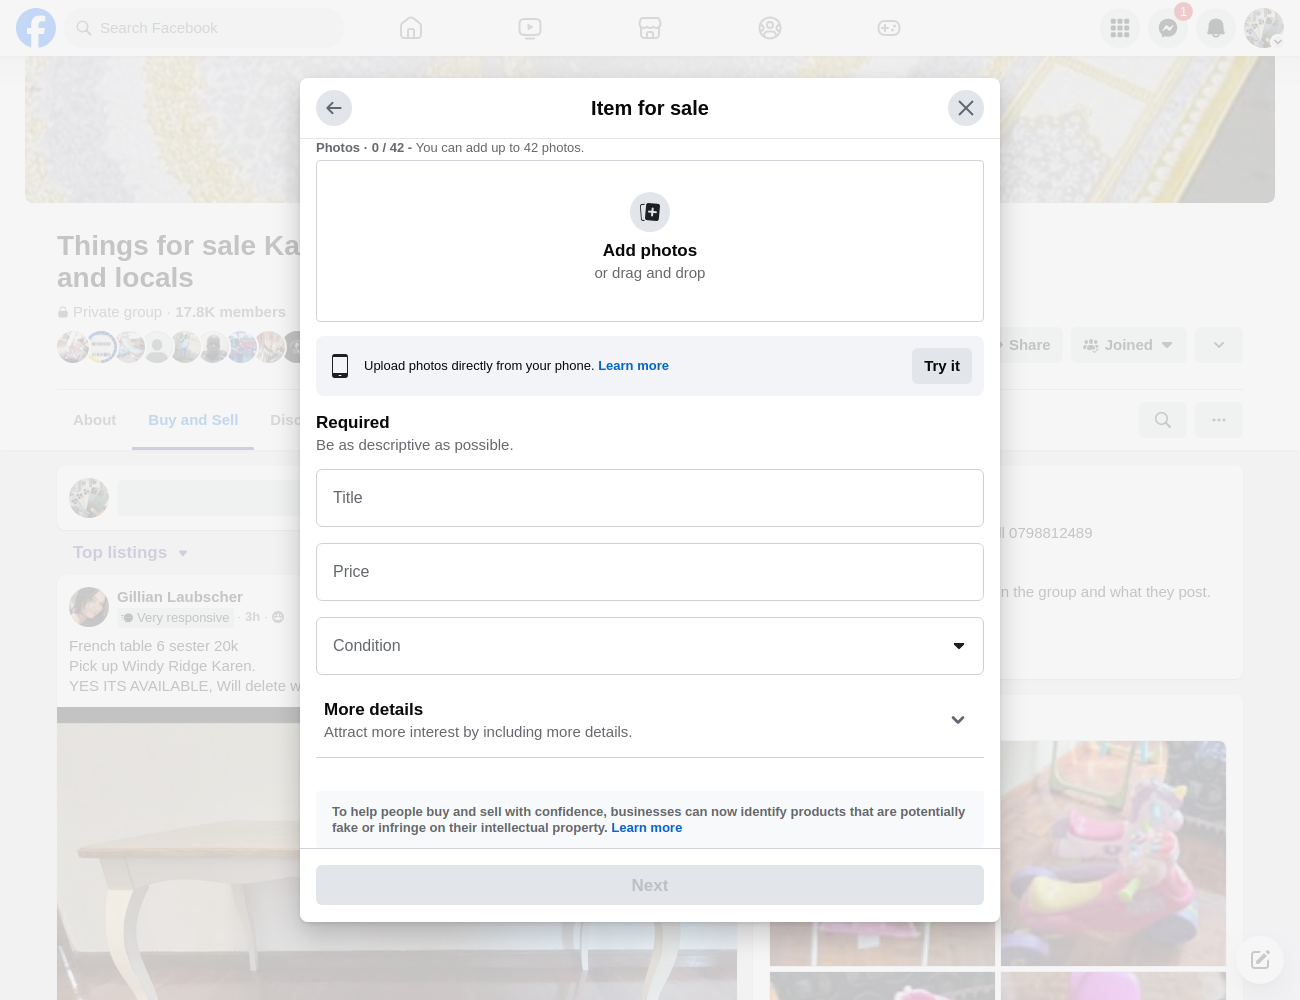 Search Facebook
1
Item for sale
Photos · 0 / 42 - You can add up to 42 photos.
Add photos
or drag and drop
Upload photos directly from your phone. Learn more
Try it
Required
Be as descriptive as possible.
Title
Price
Condition
More details
Attract more interest by including more details.
To help people buy and sell with confidence, businesses can now identify products that are potentially
fake or infringe on their intellectual property. Learn more
Next
Things for sale Ka
and locals
Private group · 17.8K members
Share
Joined
About
Buy and Sell
Disc
Top listings
Gillian Laubscher
Very responsive · 3h ·
French table 6 sester 20k
Pick up Windy Ridge Karen.
YES ITS AVAILABLE, Will delete w
ll 0798812489
n the group and what they post.